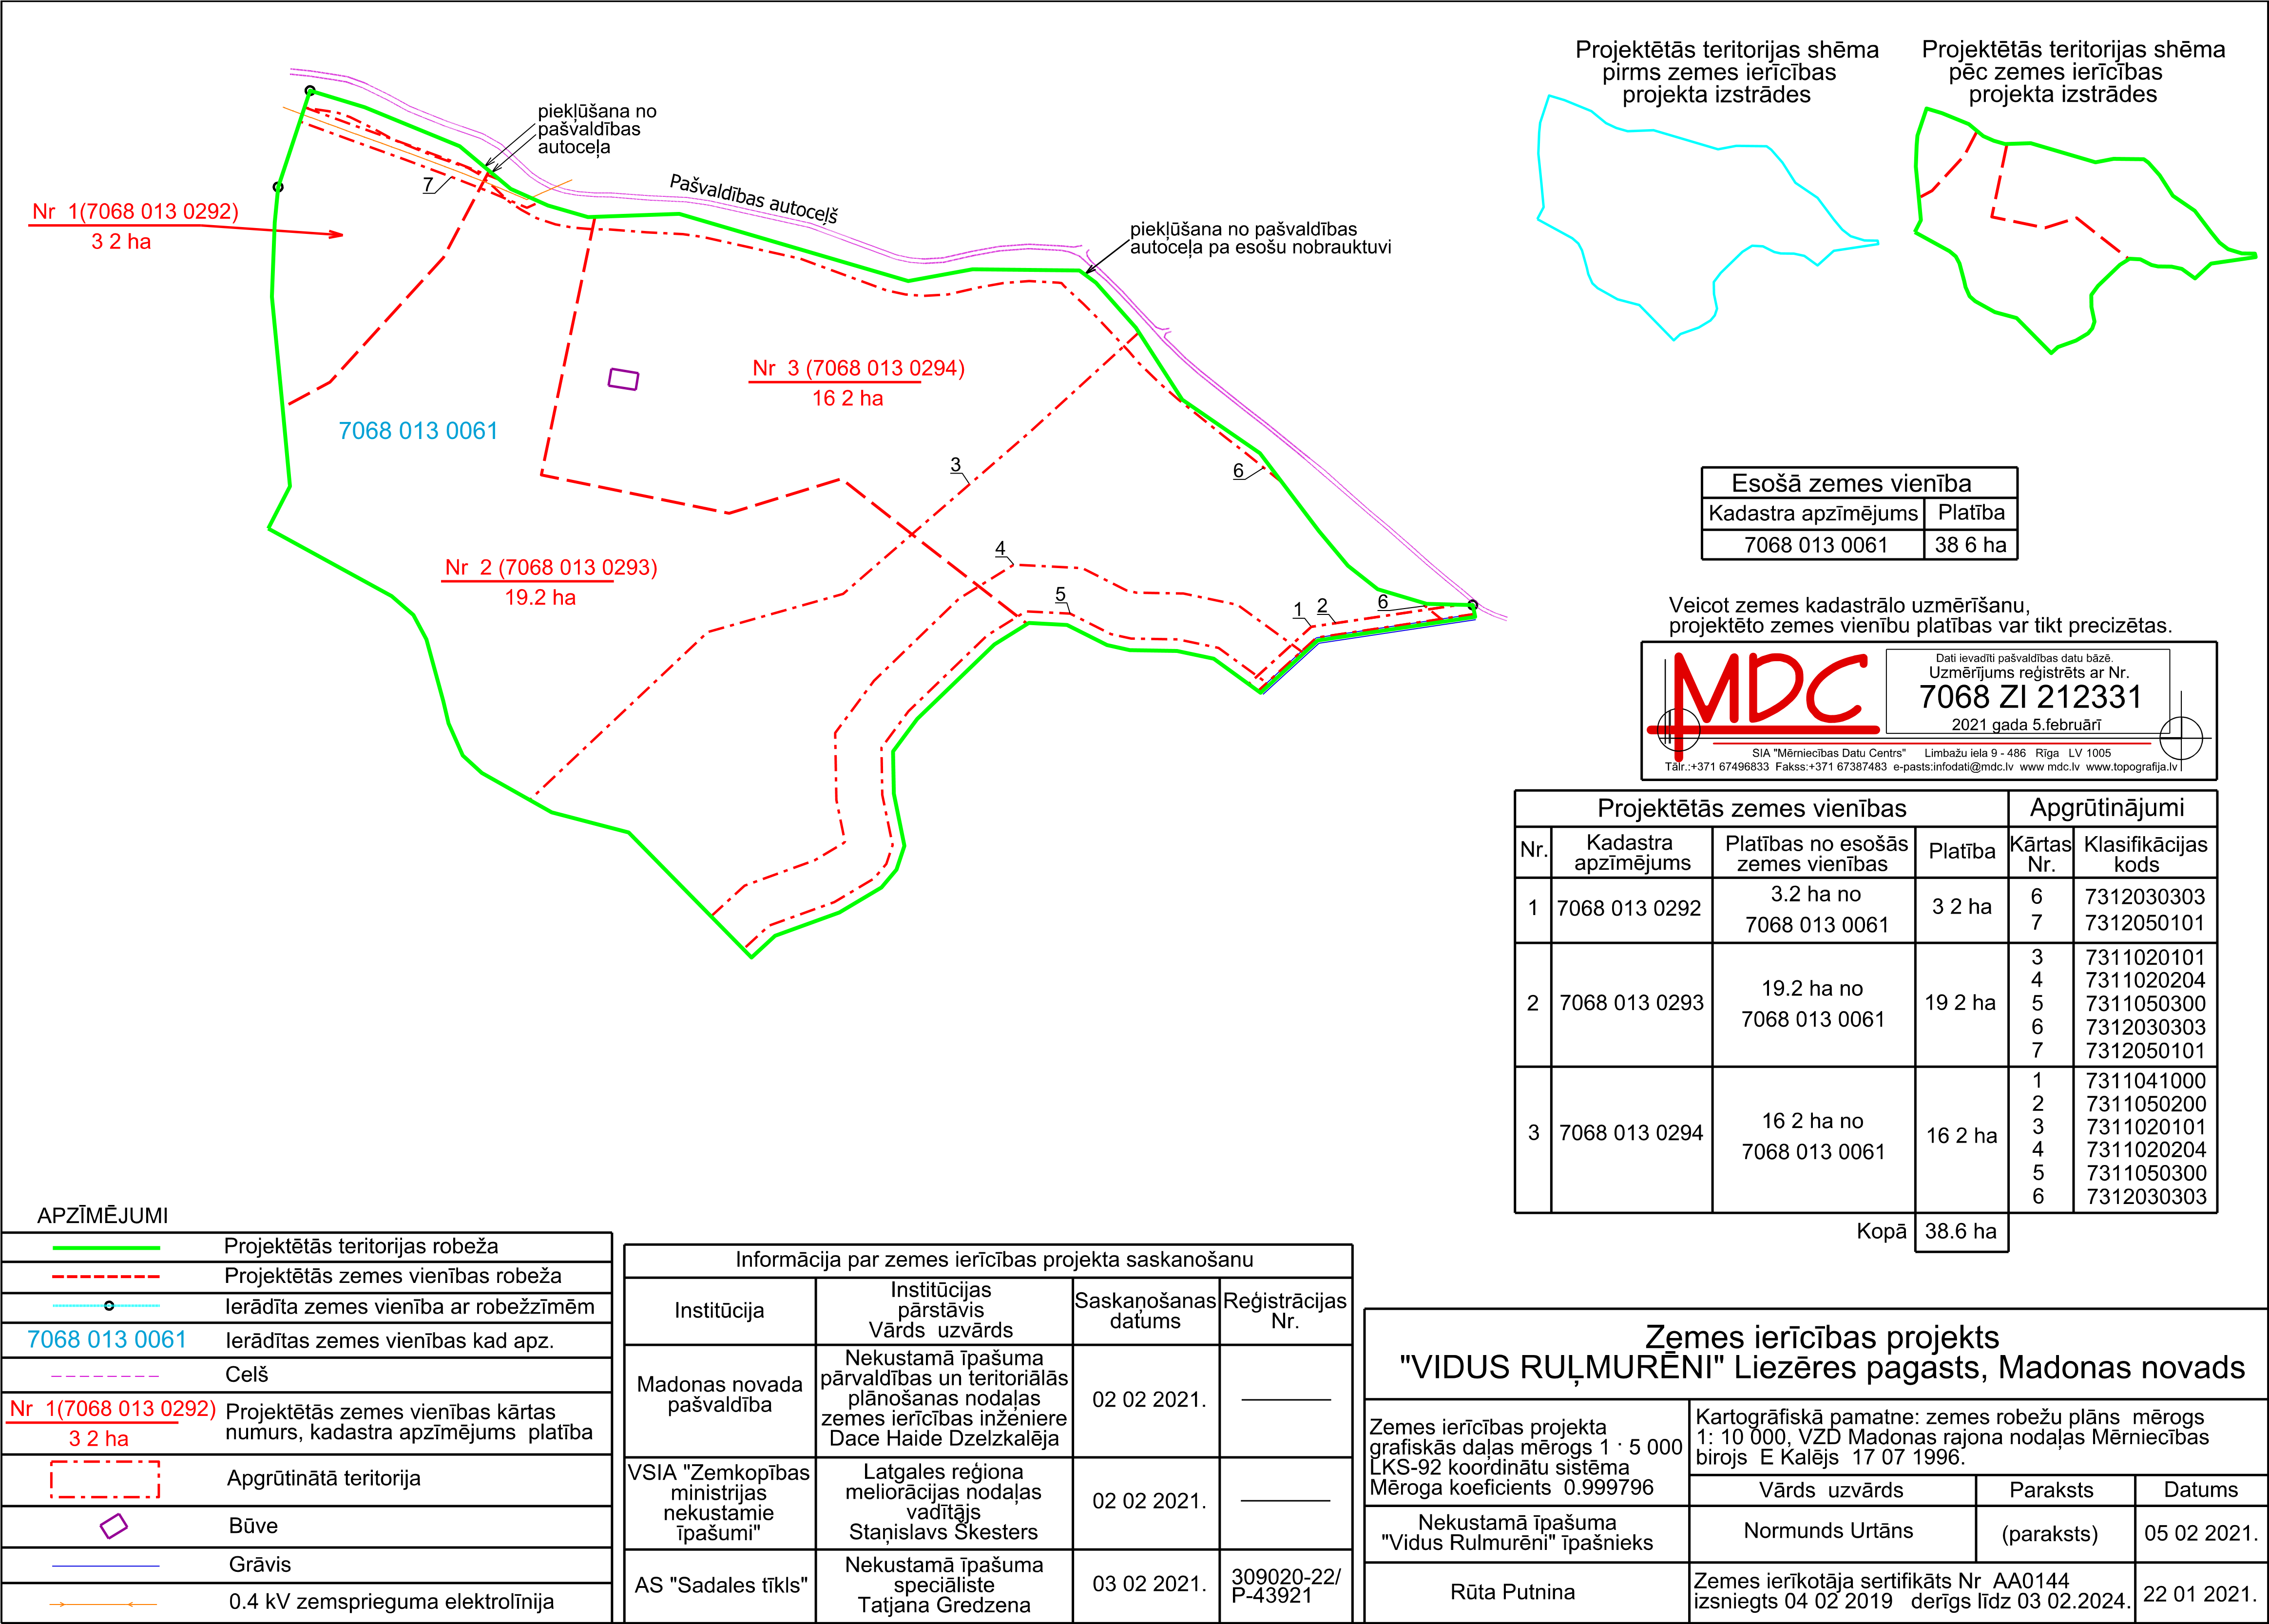 Projektētās teritorijas shēma
pirms zemes ierīcības
projekta izstrādes
Projektētās teritorijas shēma
pēc zemes ierīcības
projekta izstrādes
piekļūšana no
pašvaldības
autoceļa
7
Pašvaldības autoceļš
Nr 1(7068 013 0292)
3 2 ha
piekļūšana no pašvaldības
autoceļa pa esošu nobrauktuvi
Nr 3 (7068 013 0294)
16 2 ha
7068 013 0061
3
6
Nr 2 (7068 013 0293)
19.2 ha
4
5
1
2
6
Esošā zemes vienība
Kadastra apzīmējums
Platība
7068 013 0061
38 6 ha
Veicot zemes kadastrālo uzmērīšanu,
projektēto zemes vienību platības var tikt precizētas.
MDC
Dati ievadīti pašvaldības datu bāzē.
Uzmērījums reģistrēts ar Nr.
7068 ZI 212331
2021 gada 5.februārī
SIA "Mērniecības Datu Centrs" Limbažu iela 9 - 486 Rīga LV 1005
Tālr.:+371 67496833 Fakss:+371 67387483 e-pasts:infodati@mdc.lv www mdc.lv www.topografija.lv
Projektētās zemes vienības
Apgrūtinājumi
Nr.
Kadastra
apzīmējums
Platības no esošās
zemes vienības
Platība
Kārtas
Nr.
Klasifikācijas
kods
1
7068 013 0292
3.2 ha no
7068 013 0061
3 2 ha
6 7312030303
7 7312050101
2
7068 013 0293
19.2 ha no
7068 013 0061
19 2 ha
3 7311020101
4 7311020204
5 7311050300
6 7312030303
7 7312050101
3
7068 013 0294
16 2 ha no
7068 013 0061
16 2 ha
1 7311041000
2 7311050200
3 7311020101
4 7311020204
5 7311050300
6 7312030303
Kopā 38.6 ha
APZĪMĒJUMI
Projektētās teritorijas robeža
Projektētās zemes vienības robeža
Ierādīta zemes vienība ar robežzīmēm
7068 013 0061 Ierādītas zemes vienības kad apz.
Celš
Nr 1(7068 013 0292)
3 2 ha
Projektētās zemes vienības kārtas
numurs, kadastra apzīmējums platība
Apgrūtinātā teritorija
Būve
Grāvis
0.4 kV zemsprieguma elektrolīnija
Informācija par zemes ierīcības projekta saskanošanu
Institūcija
Institūcijas
pārstāvis
Vārds uzvārds
Saskaņošanas
datums
Reģistrācijas
Nr.
Madonas novada
pašvaldība
Nekustamā īpašuma
pārvaldības un teritoriālās
plānošanas nodaļas
zemes ierīcības inženiere
Dace Haide Dzelzkalēja
02 02 2021.
VSIA "Zemkopības
ministrijas
nekustamie
īpašumi"
Latgales reģiona
meliorācijas nodaļas
vadītājs
Staņislavs Škesters
02 02 2021.
AS "Sadales tīkls"
Nekustamā īpašuma
speciāliste
Tatjana Gredzena
03 02 2021.
309020-22/
P-43921
Zemes ierīcības projekts
"VIDUS RUĻMURĒNI" Liezēres pagasts, Madonas novads
Zemes ierīcības projekta
grafiskās daļas mērogs 1 : 5 000
LKS-92 koordinātu sistēma
Mēroga koeficients 0.999796
Kartogrāfiskā pamatne: zemes robežu plāns mērogs
1: 10 000, VZD Madonas rajona nodaļas Mērniecības
birojs E Kalējs 17 07 1996.
Vārds uzvārds
Paraksts
Datums
Nekustamā īpašuma
"Vidus Rulmurēni" īpašnieks
Normunds Urtāns
(paraksts)
05 02 2021.
Rūta Putnina
Zemes ierīkotāja sertifikāts Nr AA0144
izsniegts 04 02 2019 derīgs līdz 03 02.2024.
22 01 2021.